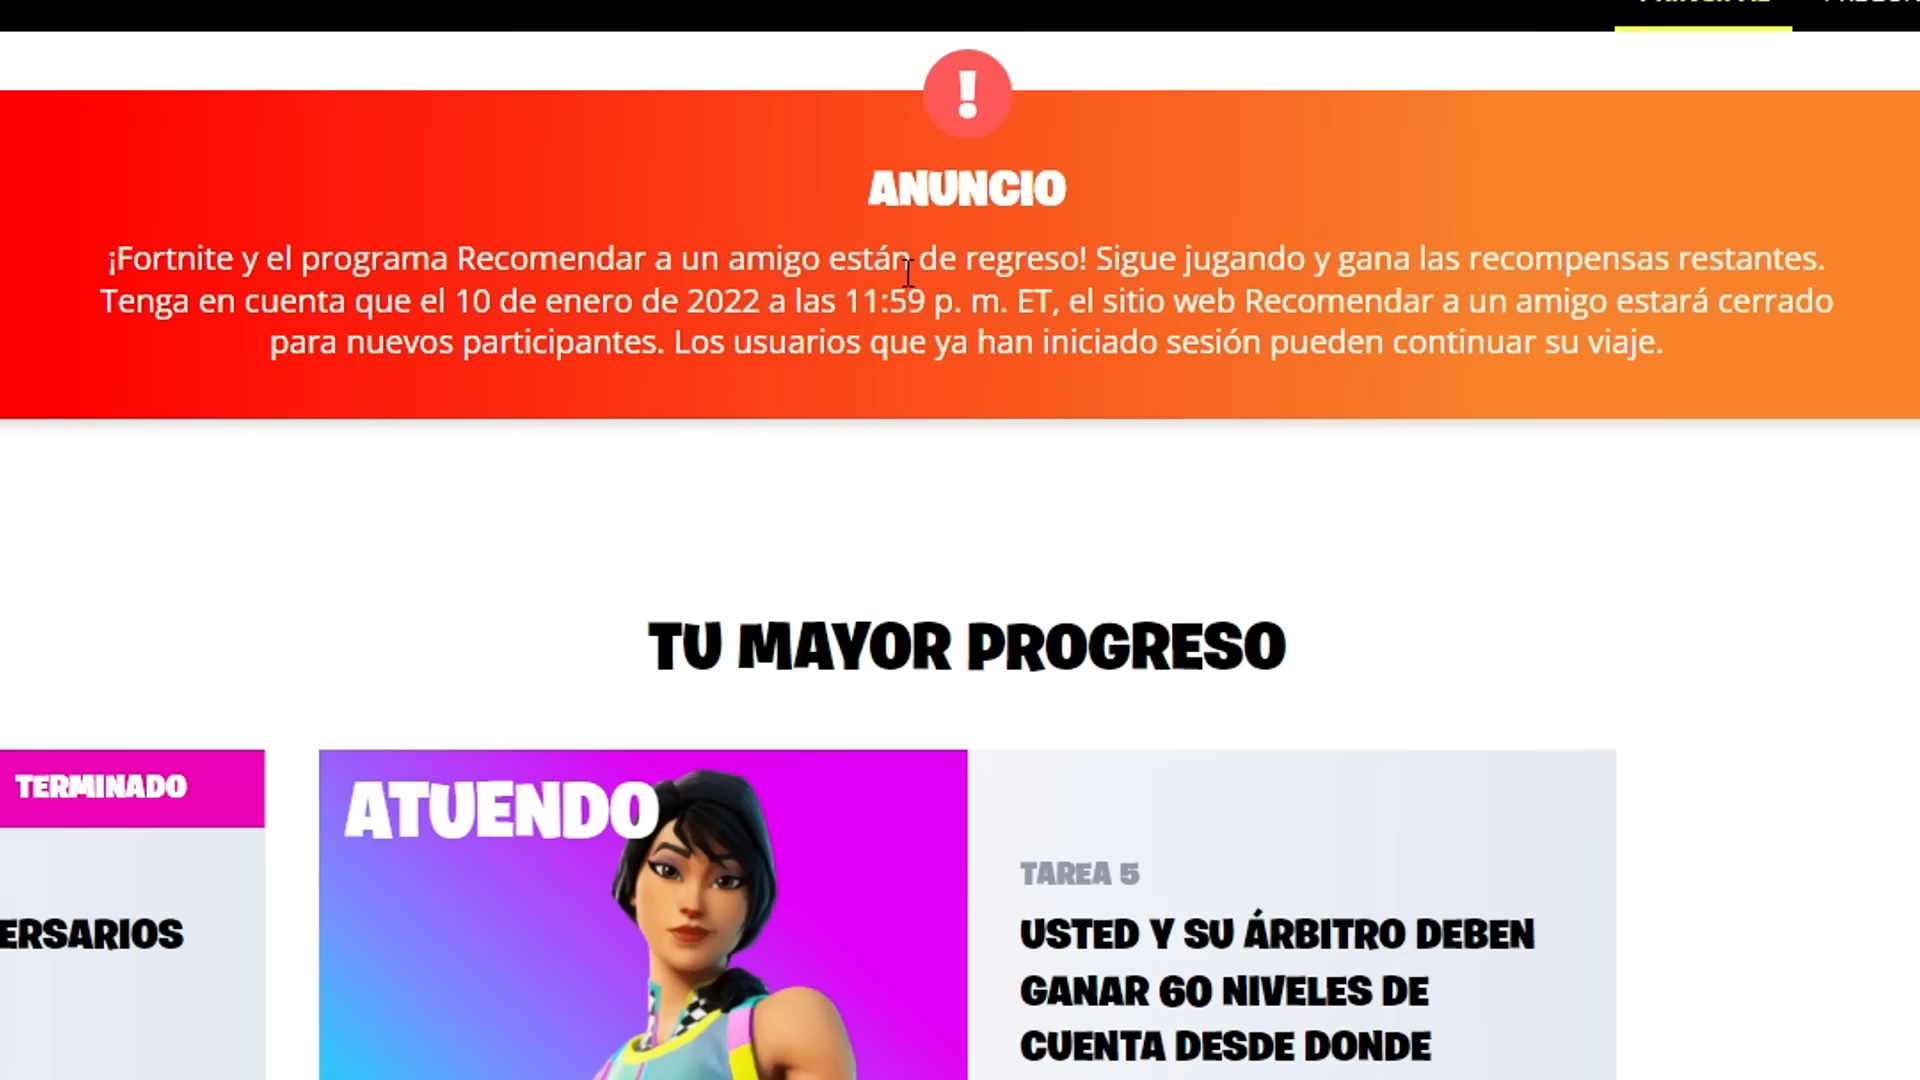 !
ANUNCIO
¡Fortnite y el programa Recomendar a un amigo están de regreso! Sigue jugando y gana las recompensas restantes.
Tenga en cuenta que el 10 de enero de 2022 a las 11:59 p. m. ET, el sitio web Recomendar a un amigo estará cerrado
para nuevos participantes. Los usuarios que ya han iniciado sesión pueden continuar su viaje.
TU MAYOR PROGRESO
TERMINADO
ERSARIOS
ATUENDO
TAREA 5
USTED Y SU ÁRBITRO DEBEN
GANAR 60 NIVELES DE
CUENTA DESDE DONDE